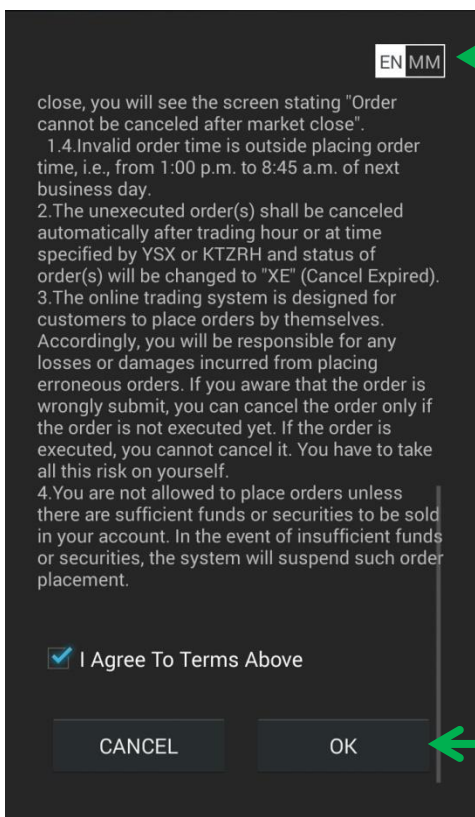 EN MM
close, you will see the screen stating "Order
cannot be canceled after market close".
1.4.Invalid order time is outside placing order
time, i.e., from 1:00 p.m. to 8:45 a.m. of next
business day.
2.The unexecuted order(s) shall be canceled
automatically after trading hour or at time
specified by YSX or KTZRH and status of
order(s) will be changed to "XE" (Cancel Expired).
3.The online trading system is designed for
customers to place orders by themselves.
Accordingly, you will be responsible for any
losses or damages incurred from placing
erroneous orders. If you aware that the order is
wrongly submit, you can cancel the order only if
the order is not executed yet. If the order is
executed, you cannot cancel it. You have to take
all this risk on yourself.
4.You are not allowed to place orders unless
there are sufficient funds or securities to be sold
in your account. In the event of insufficient funds
or securities, the system will suspend such order
placement.
I Agree To Terms Above
CANCEL OK